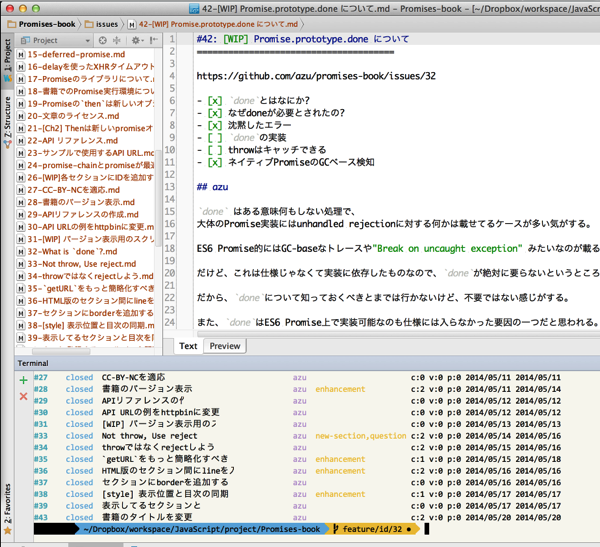 42-[WIP] Promise.prototype.done について.md - Promises-book - [~/Dropbox/workspace/JavaSc
Promises-book
issues
42-[WIP] Promise.prototype.done について.md
Project
1: Project
Z: Structure
2: Favorites
15-deferred-promise.md
16-delayを使ったXHRタイムアウト
17-Promiseのライブラリについて.md
18-書籍でのPromise実行環境につい
19-Promiseの`then`は新しいオブ
20-文章のライセンス.md
21-[Ch2] Thenは新しいpromiseオ
22-API リファレンス.md
23-サンプルで使用するAPI URL.md
24-promise-chainとpromiseが最近
26-[WIP]各セクションにIDを追加す
27-CC-BY-NCを適応.md
28-書籍のバージョン表示.md
29-APIリファレンスの作成.md
30-API URLの例をhttpbinに変更.md
31-[WIP] バージョン表示用のスクリ
32-What is `done`?.md
33-Not throw, Use reject.md
34-throwではなくrejectしよう.md
35-`getURL`をもっと簡略化すべき
36-HTML版のセクション間にlineを
37-セクションにborderを追加する
38-[style] 表示位置と目次の同期.md
39-表示してるセクションと目次を同
1 #42: [WIP] Promise.prototype.done について
2 ====================================
3
4 https://github.com/azu/promises-book/issues/32
5
6 - [x] `done`とはなにか?
7 - [x] なぜdoneが必要とされたの?
8 - [x] 沈黙したエラー
9 - [ ] `done`の実装
10 - [ ] throwはキャッチできる
11 - [x] ネイティブPromiseのGCベース検知
12
13 ## azu
14
15 `done` はある意味何もしない処理で、
16 大体のPromise実装にはunhandled rejectionに対する何かは載せてるケースが多い気がする。
17
18 ES6 Promise的にはGC-baseなトレースや"Break on uncaught exception" みたいなのが載る
19
20 だけど、これは仕様じゃなくて実装に依存したものなので、`done`が絶対に要らないというところ
21
22 だから、`done`について知っておくべきとまでは行かないけど、不要ではない感じがする。
23
24 また、`done`はES6 Promise上で実装可能なのも仕様には入らなかった要因の一つだと思われる。
Text Preview
Terminal
#27 closed CC-BY-NCを適応 azu c:0 v:0 p:0 2014/05/11 2014/05/11
#28 closed 書籍のバージョン表示 azu enhancement c:2 v:0 p:0 2014/05/11 2014/05/14
#29 closed APIリファレンスの作 azu c:0 v:0 p:0 2014/05/12 2014/05/12
#30 closed API URLの例をhttpbinに変更 azu c:0 v:0 p:0 2014/05/12 2014/05/12
#31 closed [WIP] バージョン表示用のス azu c:0 v:0 p:0 2014/05/13 2014/05/14
#33 closed Not throw, Use reject azu new-section,question c:2 v:0 p:0 2014/05/14 2014/05/16
#34 closed throwではなくrejectしよう azu c:2 v:0 p:0 2014/05/15 2014/05/16
#35 closed `getURL`をもっと簡略化すべき azu enhancement c:1 v:0 p:0 2014/05/15 2014/05/18
#36 closed HTML版のセクション間にlineを入 azu enhancement c:2 v:0 p:0 2014/05/16 2014/05/16
#37 closed セクションにborderを追加する azu c:0 v:0 p:0 2014/05/16 2014/05/16
#38 closed [style] 表示位置と目次の同期 azu enhancement c:1 v:0 p:0 2014/05/17 2014/05/18
#39 closed 表示してるセクションと azu c:0 v:0 p:0 2014/05/18 2014/05/18
#43 closed 書籍のタイトルを変更 azu c:2 v:0 p:0 2014/05/20 2014/05/20
~/Dropbox/workspace/JavaScript/project/Promises-book feature/id/32 ●